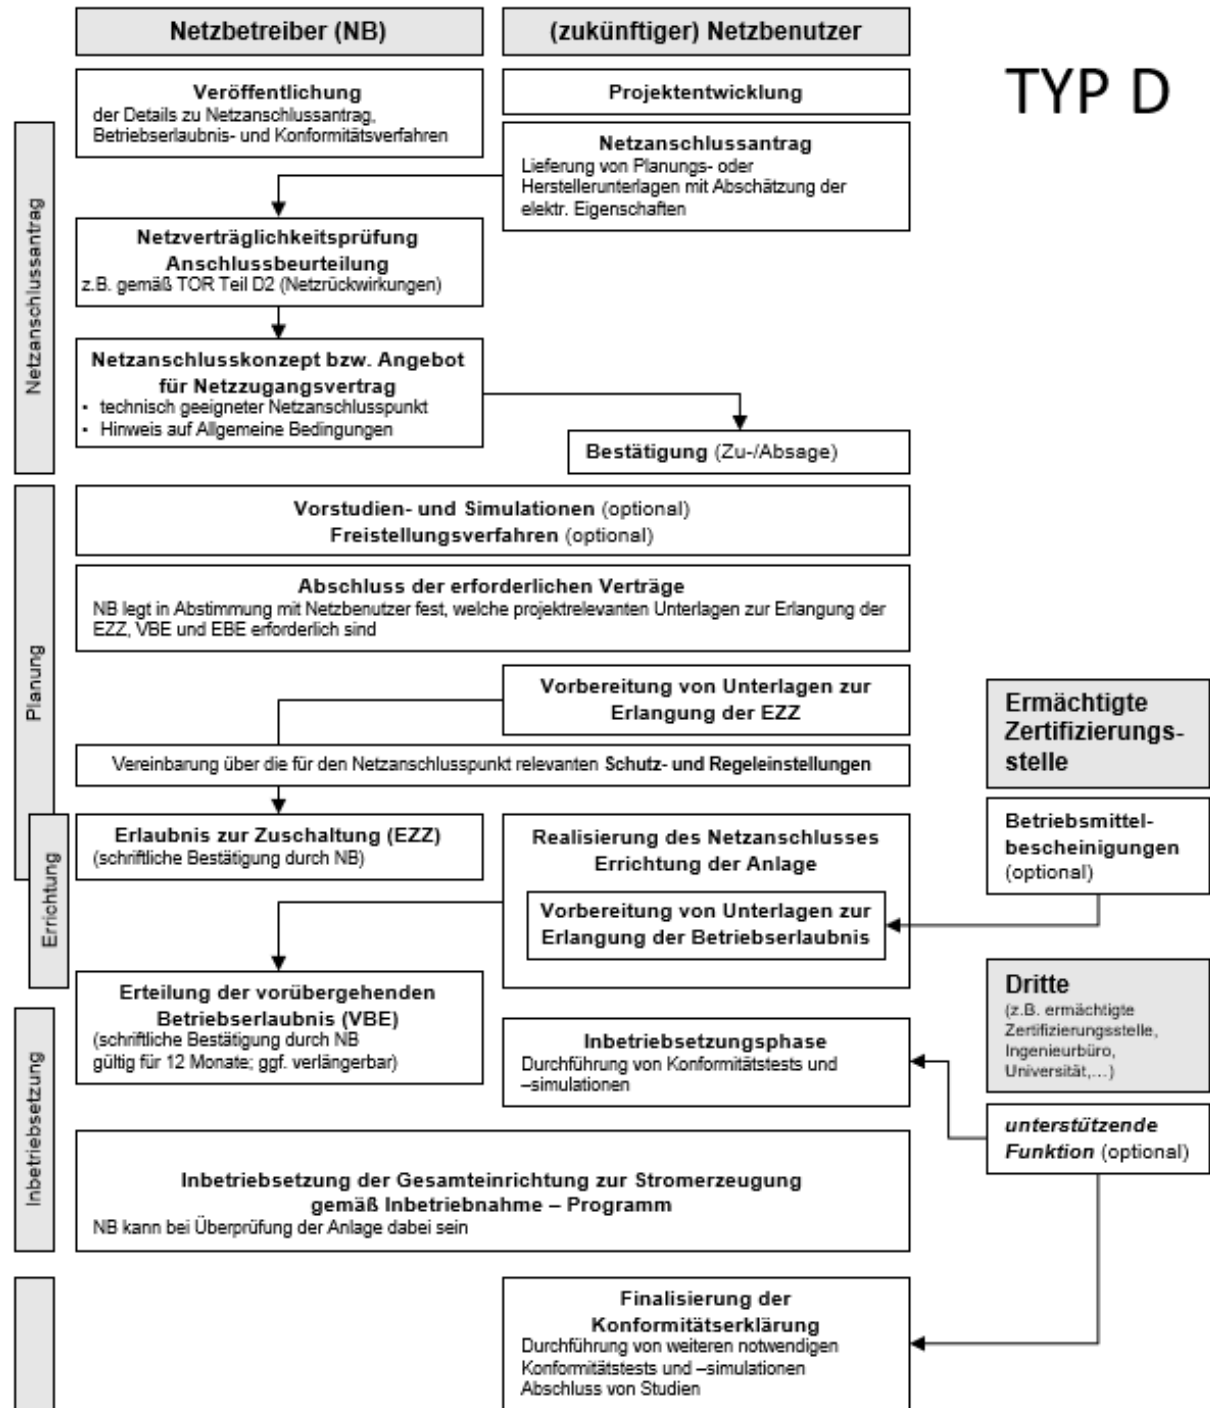 Netzbetreiber (NB)
(zukünftiger) Netzbenutzer
TYP D
Veröffentlichung
der Details zu Netzanschlussantrag,
Betriebserlaubnis- und Konformitätsverfahren
Projektentwicklung
Netzanschlussantrag
Netzanschlussantrag
Lieferung von Planungs- oder
Herstellerunterlagen mit Abschätzung der
elektr. Eigenschaften
Netzverträglichkeitsprüfung
Anschlussbeurteilung
z.B. gemäß TOR Teil D2 (Netzrückwirkungen)
Netzanschlusskonzept bzw. Angebot
für Netzzugangsvertrag
• technisch geeigneter Netzanschlusspunkt
• Hinweis auf Allgemeine Bedingungen
Bestätigung (Zu-/Absage)
Planung
Vorstudien- und Simulationen (optional)
Freistellungsverfahren (optional)
Abschluss der erforderlichen Verträge
NB legt in Abstimmung mit Netzbenutzer fest, welche projektrelevanten Unterlagen zur Erlangung der
EZZ, VBE und EBE erforderlich sind
Vorbereitung von Unterlagen zur
Erlangung der EZZ
Vereinbarung über die für den Netzanschlusspunkt relevanten Schutz- und Regeleinstellungen
Ermächtigte
Zertifizierungs-
stelle
Errichtung
Erlaubnis zur Zuschaltung (EZZ)
(schriftliche Bestätigung durch NB)
Realisierung des Netzanschlusses
Errichtung der Anlage
Vorbereitung von Unterlagen zur
Erlangung der Betriebserlaubnis
Betriebsmittel-
bescheinigungen
(optional)
Erteilung der vorübergehenden
Betriebserlaubnis (VBE)
(schriftliche Bestätigung durch NB
gültig für 12 Monate; ggf. verlängerbar)
Dritte
(z.B. ermächtigte
Zertifizierungsstelle,
Ingenieurbüro,
Universität,...)
Inbetriebsetzung
Inbetriebsetzungsphase
Durchführung von Konformitätstests und
–simulationen
unterstützende
Funktion (optional)
Inbetriebsetzung der Gesamteinrichtung zur Stromerzeugung
gemäß Inbetriebnahme – Programm
NB kann bei Überprüfung der Anlage dabei sein
Finalisierung der
Konformitätserklärung
Durchführung von weiteren notwendigen
Konformitätstests und –simulationen
Abschluss von Studien